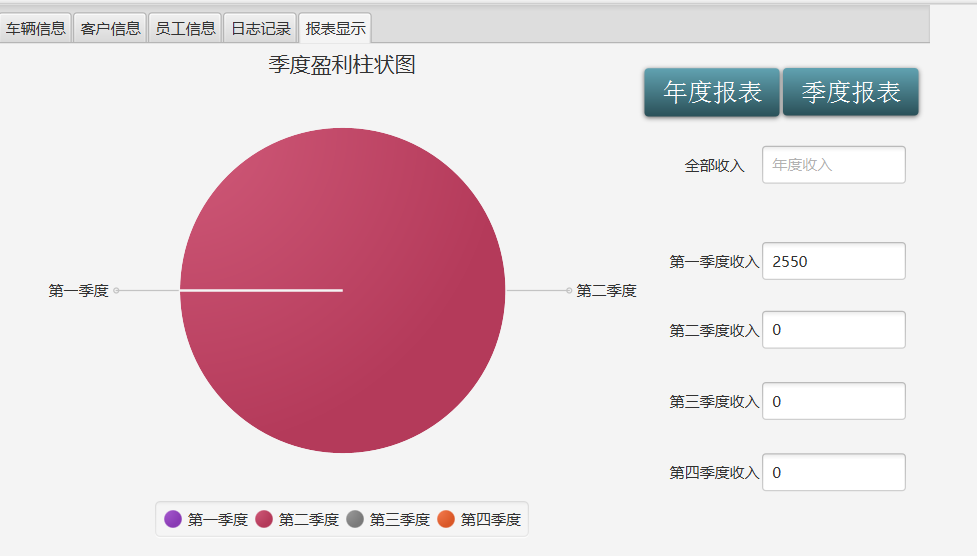 车辆信息 客户信息 员工信息 日志记录 报表显示
季度盈利柱状图
年度报表 季度报表
全部收入 年度收入
第一季度收入 2550
第一季度 第二季度
第二季度收入 0
第三季度收入 0
第四季度收入 0
第一季度 第二季度 第三季度 第四季度